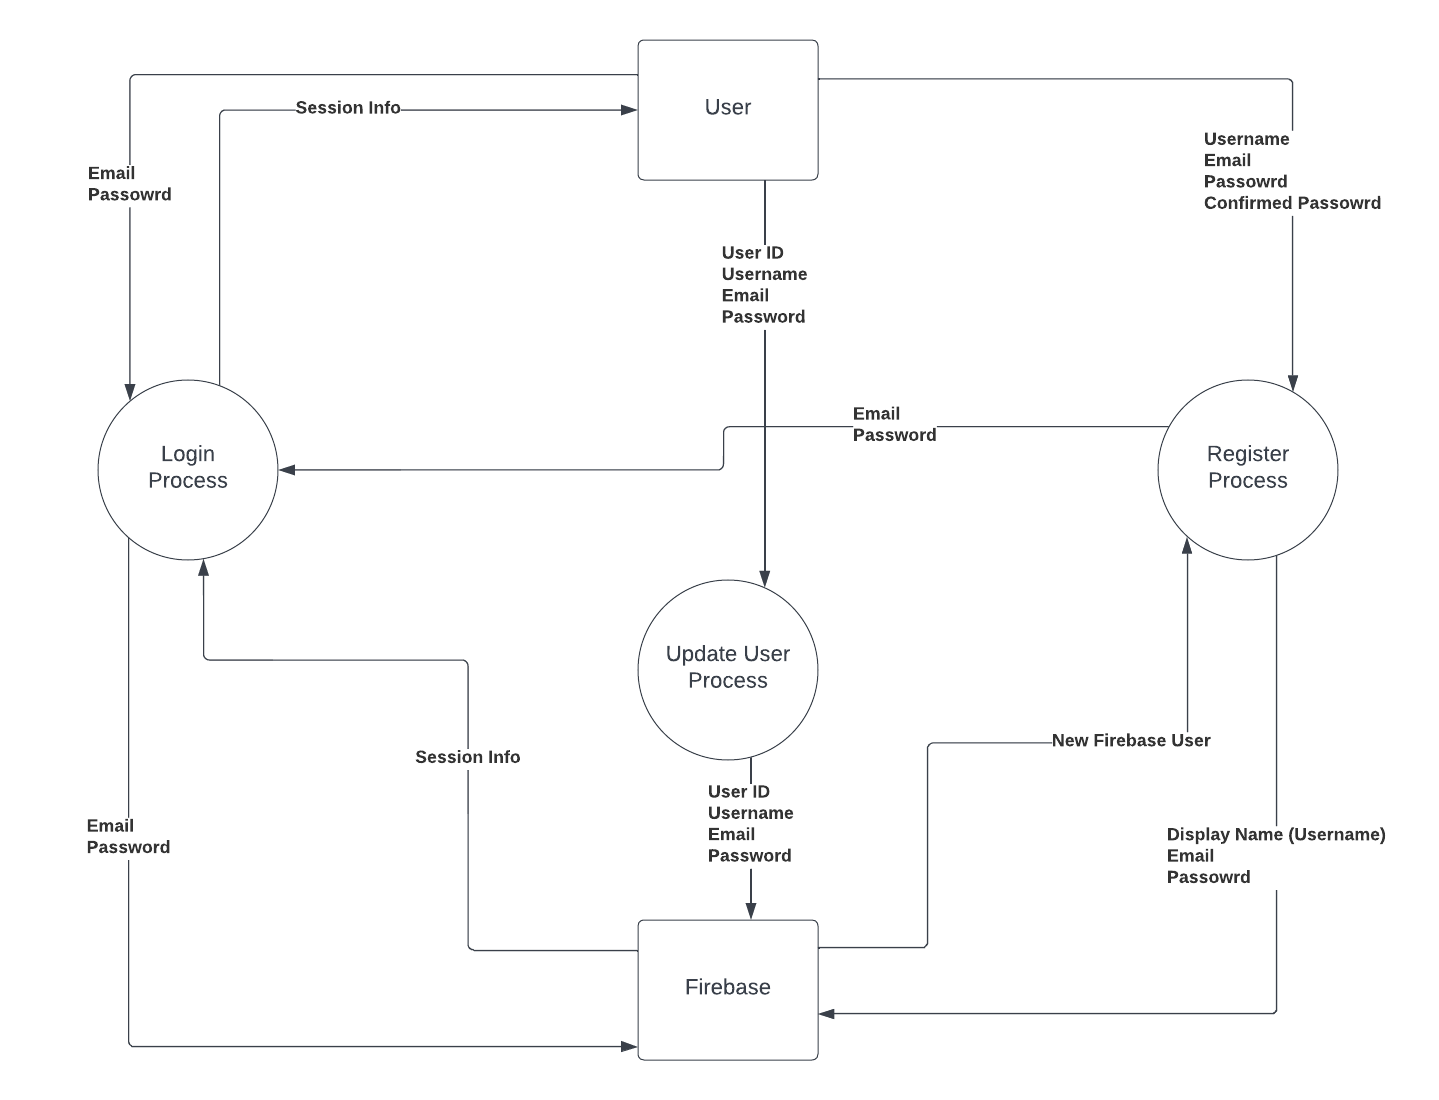 User
Session Info
Email
Passowrd
Username
Email
Passowrd
Confirmed Passowrd
User ID
Username
Email
Password
Email
Password
Login
Process
Register
Process
Update User
Process
New Firebase User
Session Info
User ID
Username
Email
Password
Email
Password
Display Name (Username)
Email
Passowrd
Firebase